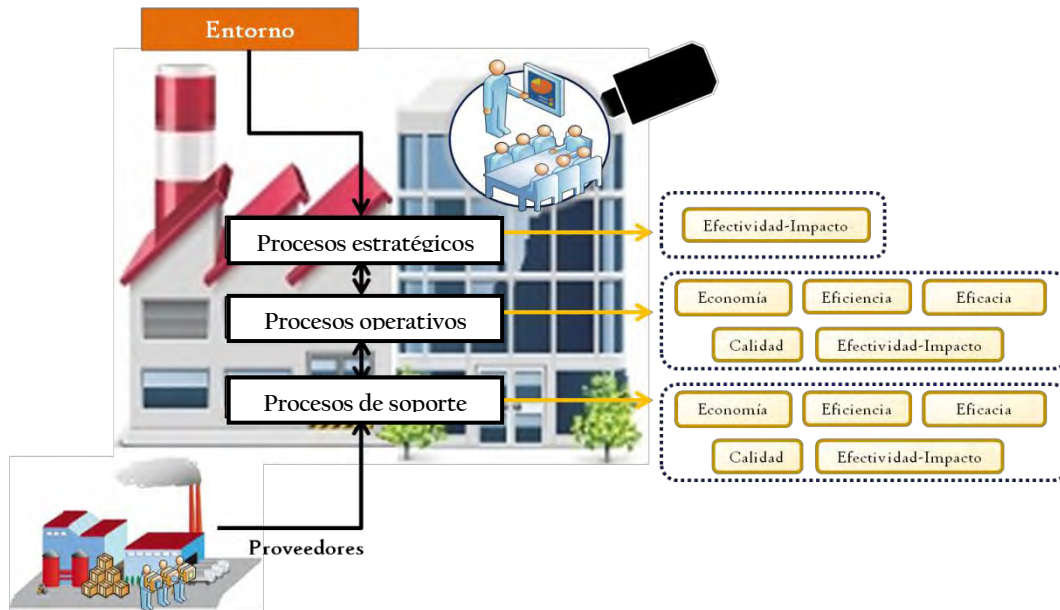 Entorno
Procesos estratégicos
Efectividad-Impacto
Procesos operativos
Economía
Eficiencia
Eficacia
Calidad
Efectividad-Impacto
Procesos de soporte
Economía
Eficiencia
Eficacia
Calidad
Efectividad-Impacto
Proveedores